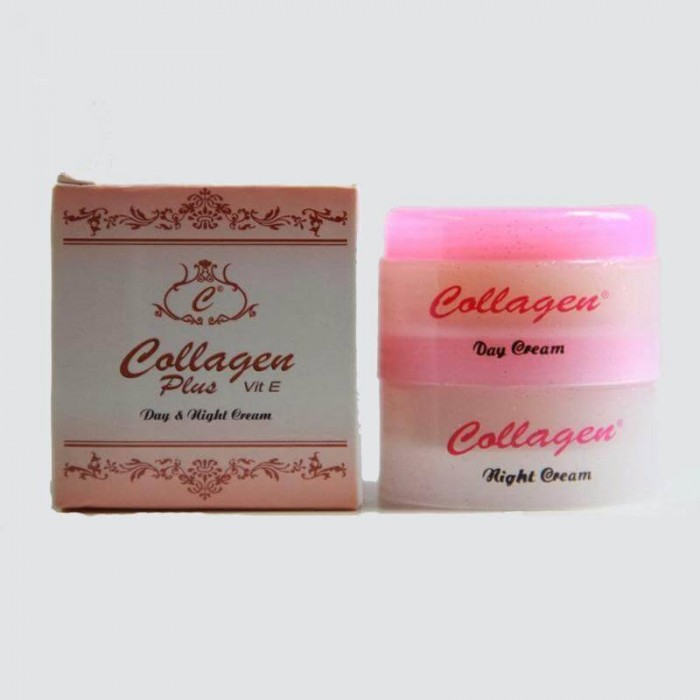 C®
Collagen
Plus Vit E
Day & Night Cream
Collagen®
Day Cream
Collagen®
Night Cream